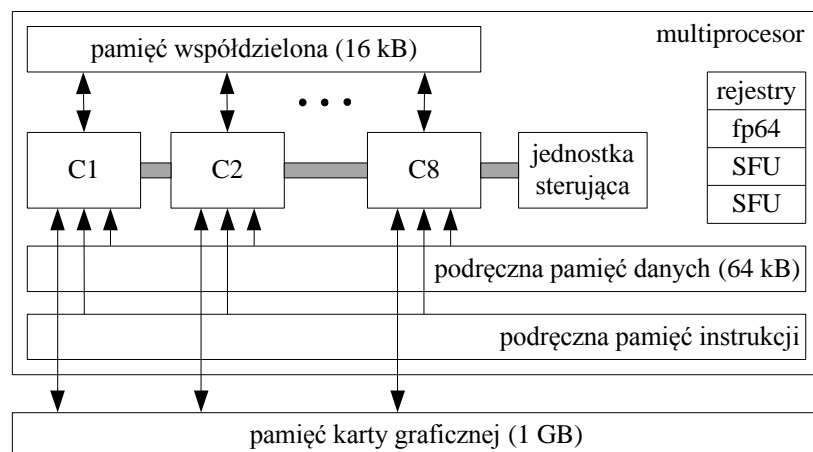 multiprocesor
pamięć współdzielona (16 kB)
rejestry
fp64
SFU
SFU
C1
C2
C8
jednostka
sterująca
podręczna pamięć danych (64 kB)
podręczna pamięć instrukcji
pamięć karty graficznej (1 GB)